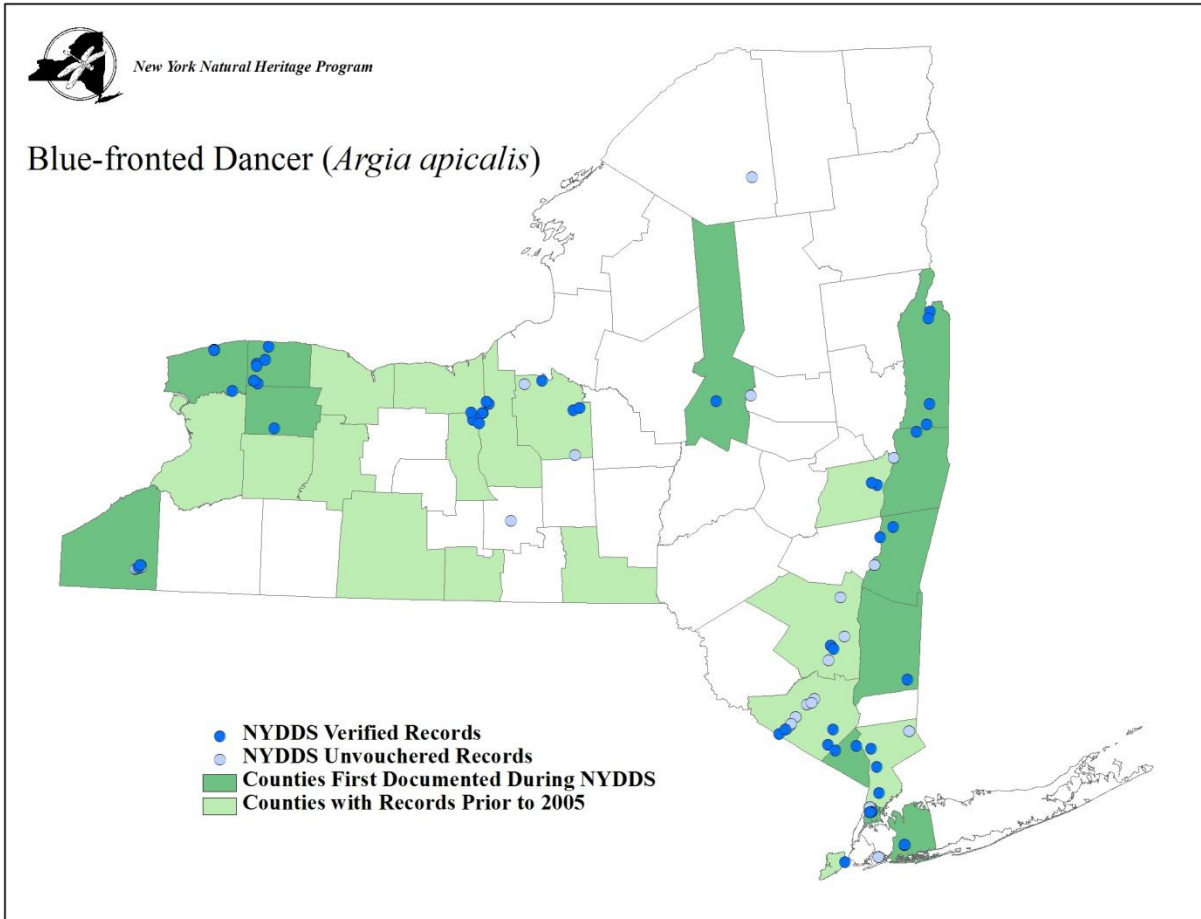 New York Natural Heritage Program
Blue-fronted Dancer (Argia apicalis)
NYDDS Verified Records
NYDDS Unvouchered Records
Counties First Documented During NYDDS
Counties with Records Prior to 2005